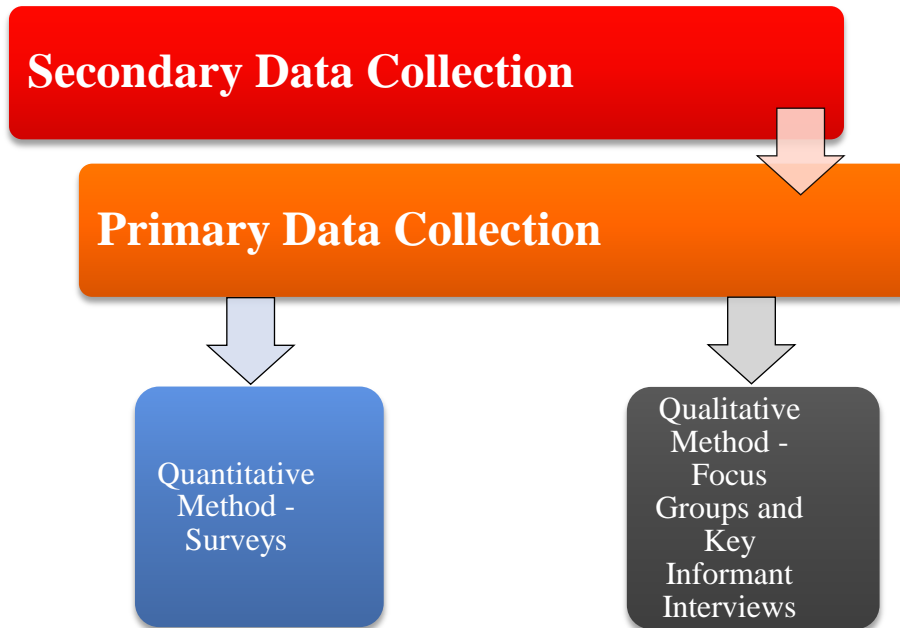 Secondary Data Collection
Primary Data Collection
Quantitative
Method -
Surveys
Qualitative
Method -
Focus
Groups and
Key
Informant
Interviews